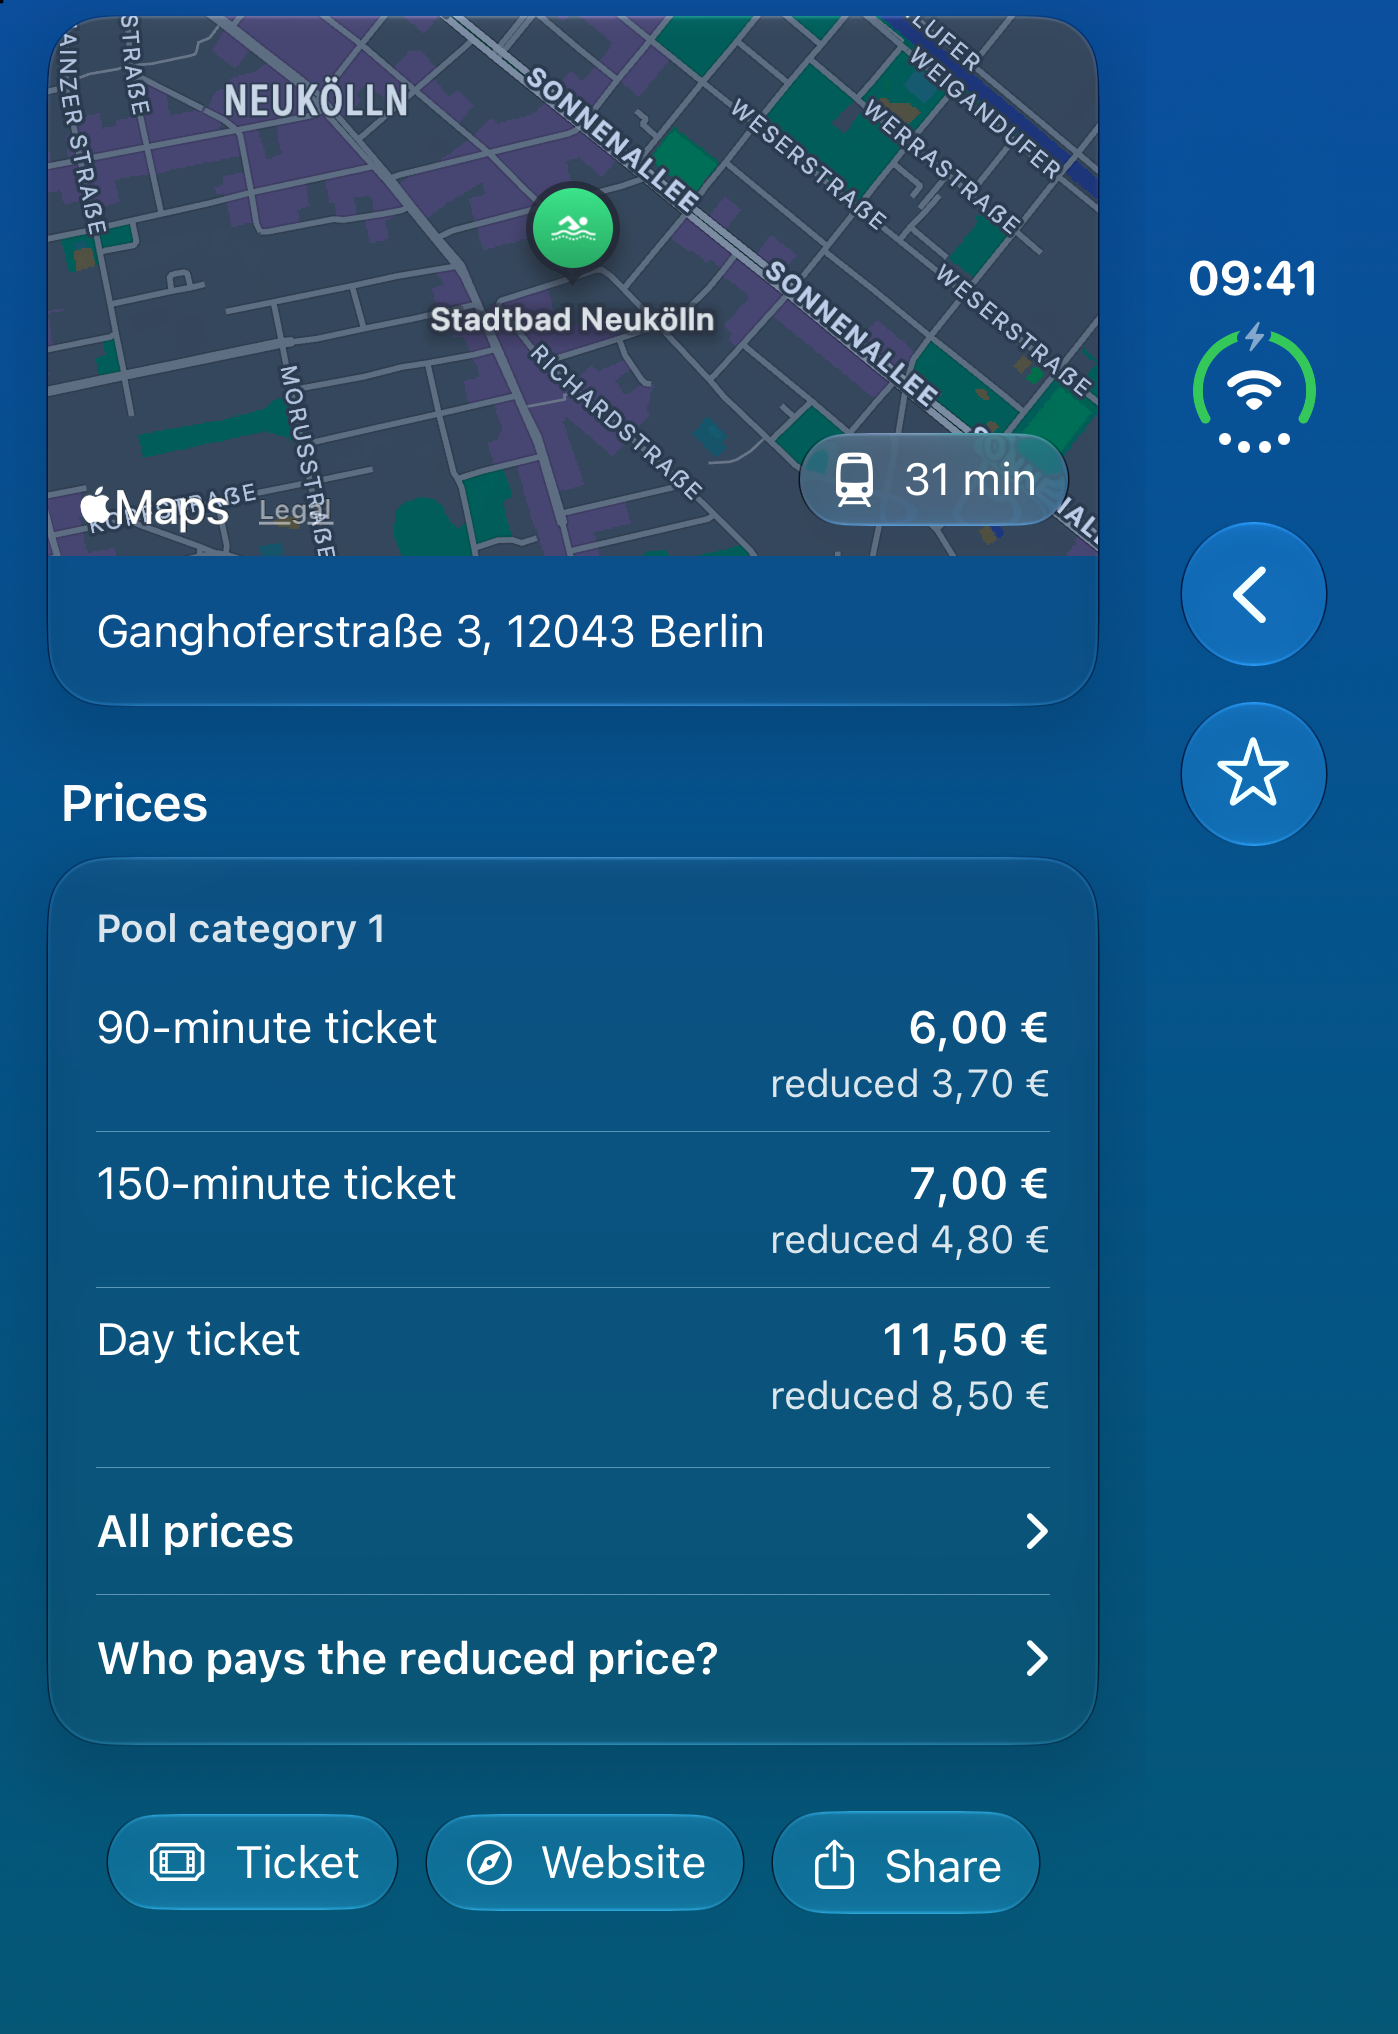 AINZER STRAßE
STRAßE
NEUKÖLLN
SONNENALLEE
WESERSTRAßE
WERRASTRAßE
WEIGANDUFER
Stadtbad Neukölln
SONNENALLEE
WESERSTRAßE
RICHARDSTRAßE
MORUSSTRAßE
Maps
Legal
31 min
Ganghoferstraße 3, 12043 Berlin
09:41
Prices
Pool category 1
90-minute ticket
6,00 €
reduced 3,70 €
150-minute ticket
7,00 €
reduced 4,80 €
Day ticket
11,50 €
reduced 8,50 €
All prices
Who pays the reduced price?
Ticket
Website
Share